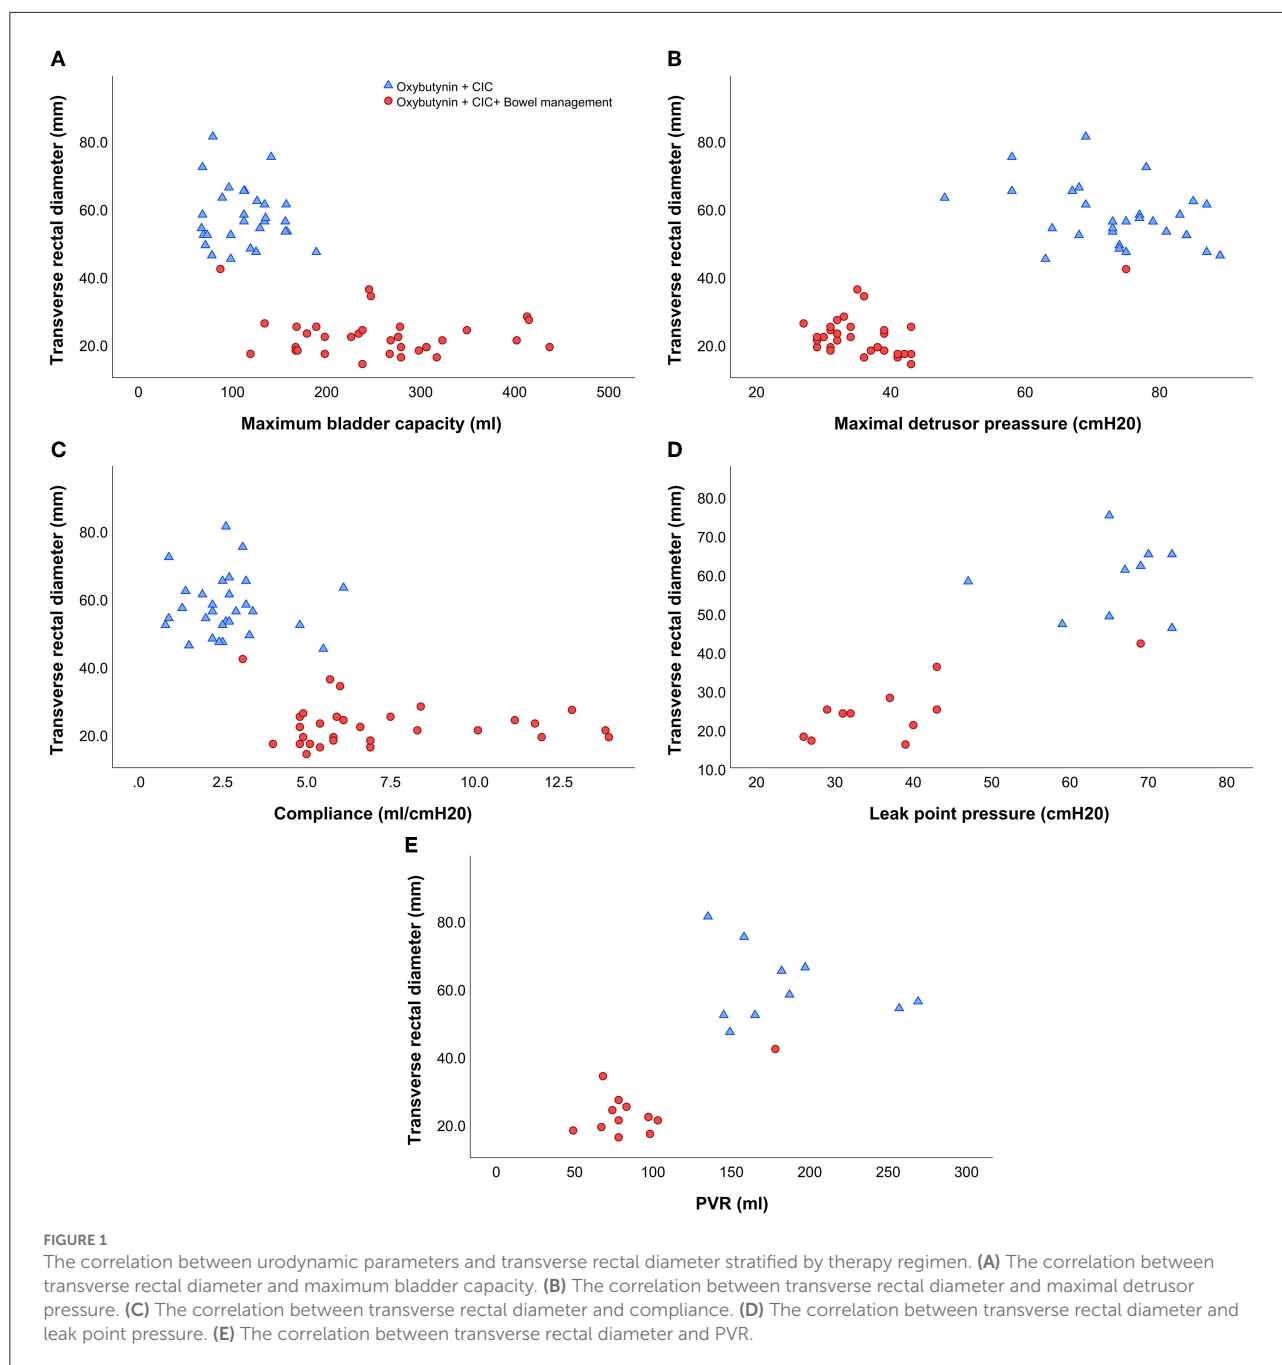 A
Oxybutynin + CIC
Oxybutynin + CIC+ Bowel management
Transverse rectal diameter (mm)
80.0
60.0
40.0
20.0
0 100 200 300 400 500
Maximum bladder capacity (ml)
B
Transverse rectal diameter (mm)
80.0
60.0
40.0
20.0
20 40 60 80
Maximal detrusor preassure (cmH20)
C
Transverse rectal diameter (mm)
80.0
60.0
40.0
20.0
.0 2.5 5.0 7.5 10.0 12.5
Compliance (ml/cmH20)
D
Transverse rectal diameter (mm)
80.0
70.0
60.0
50.0
40.0
30.0
20.0
10.0
20 30 40 50 60 70 80
Leak point pressure (cmH20)
E
Transverse rectal diameter (mm)
80.0
60.0
40.0
20.0
0 50 100 150 200 250 300
PVR (ml)
FIGURE 1
The correlation between urodynamic parameters and transverse rectal diameter stratified by therapy regimen. (A) The correlation between
transverse rectal diameter and maximum bladder capacity. (B) The correlation between transverse rectal diameter and maximal detrusor
pressure. (C) The correlation between transverse rectal diameter and compliance. (D) The correlation between transverse rectal diameter and
leak point pressure. (E) The correlation between transverse rectal diameter and PVR.